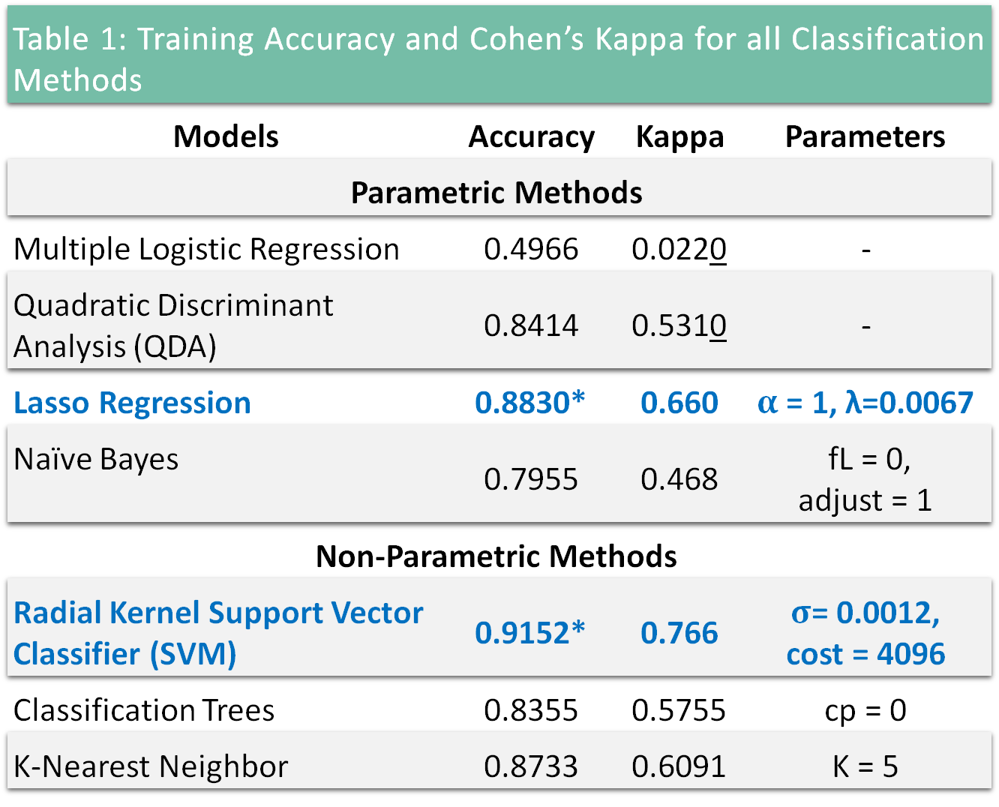 Table 1: Training Accuracy and Cohen’s Kappa for all Classification
Methods
Models Accuracy Kappa Parameters
Parametric Methods
Multiple Logistic Regression 0.4966 0.0220 -
Quadratic Discriminant
Analysis (QDA) 0.8414 0.5310 -
Lasso Regression 0.8830* 0.660 α = 1, λ=0.0067
Naïve Bayes 0.7955 0.468 fL = 0,
adjust = 1
Non-Parametric Methods
Radial Kernel Support Vector
Classifier (SVM) 0.9152* 0.766 σ= 0.0012,
cost = 4096
Classification Trees 0.8355 0.5755 cp = 0
K-Nearest Neighbor 0.8733 0.6091 K = 5